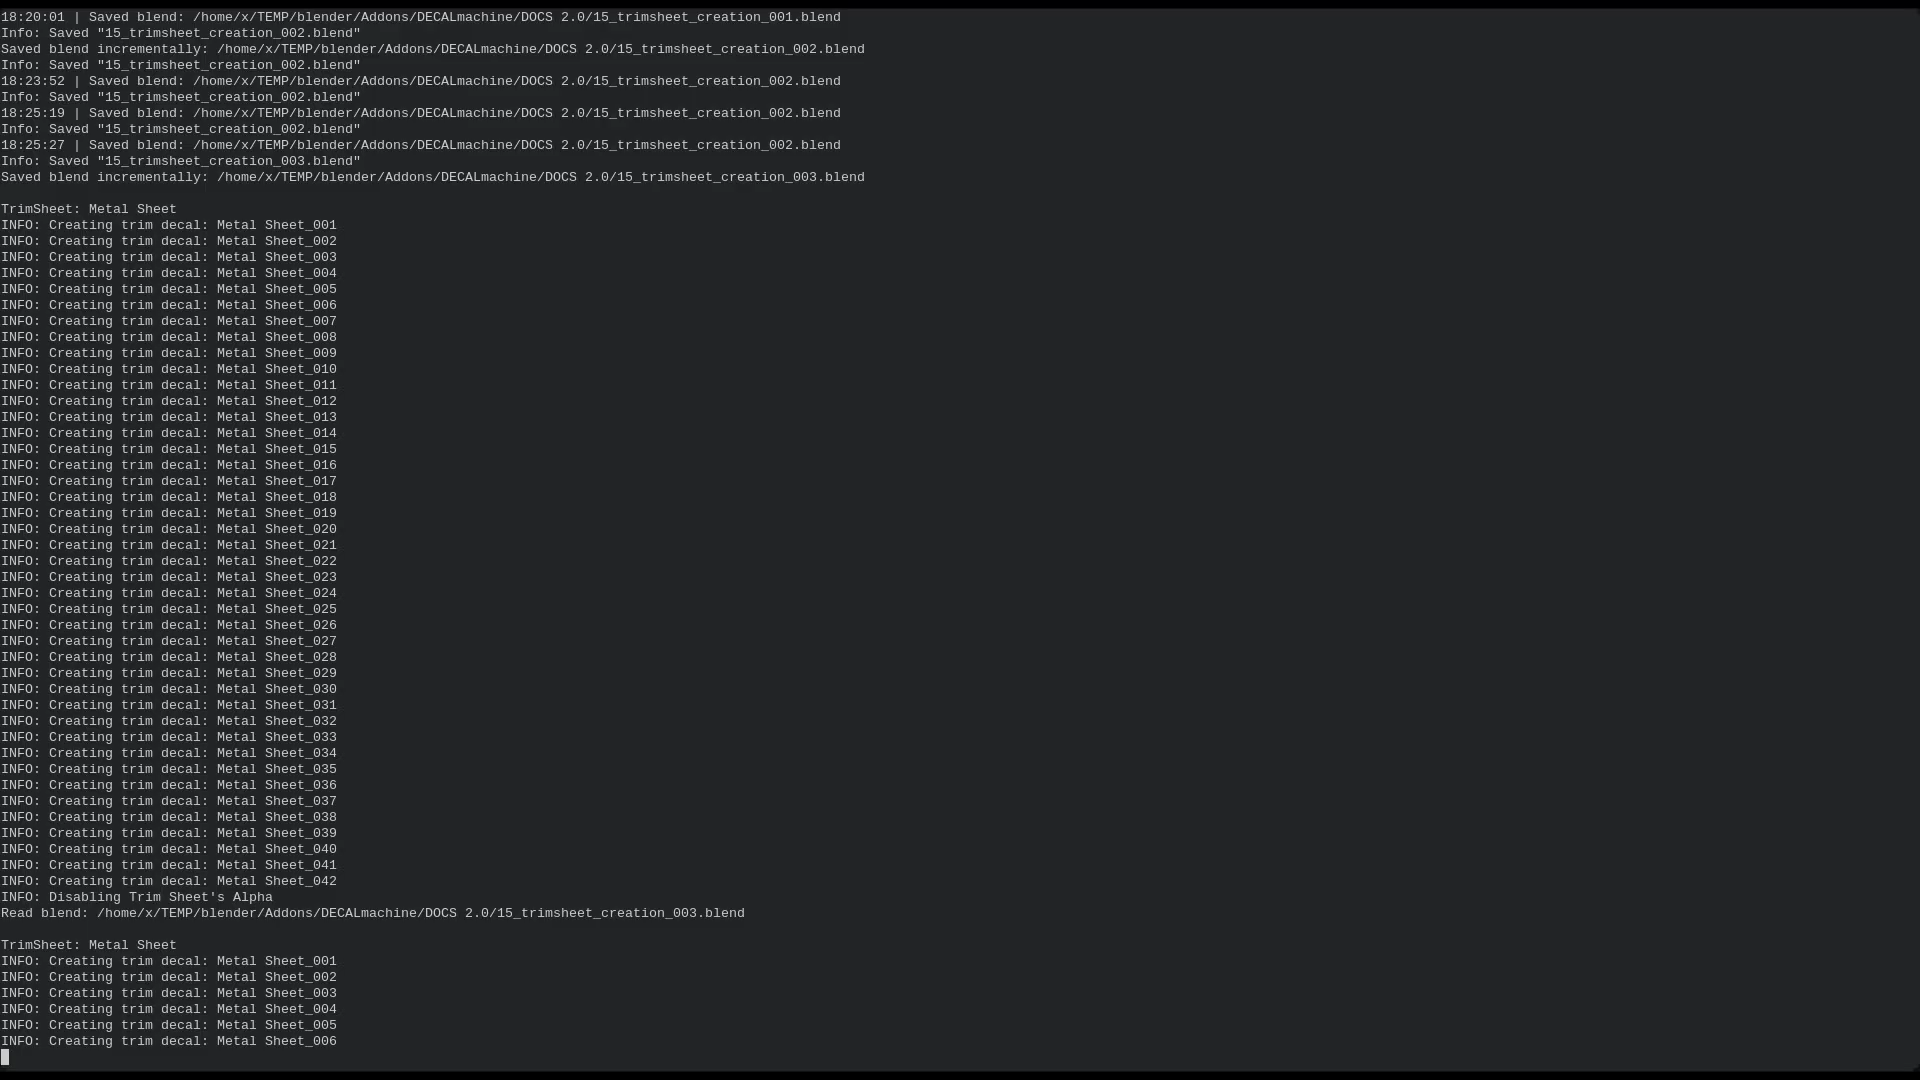 18:20:01 | Saved blend: /home/x/TEMP/blender/Addons/DECALmachine/DOCS 2.0/15_trimsheet_creation_001.blend
Info: Saved "15_trimsheet_creation_002.blend"
Saved blend incrementally: /home/x/TEMP/blender/Addons/DECALmachine/DOCS 2.0/15_trimsheet_creation_002.blend
Info: Saved "15_trimsheet_creation_002.blend"
18:23:52 | Saved blend: /home/x/TEMP/blender/Addons/DECALmachine/DOCS 2.0/15_trimsheet_creation_002.blend
Info: Saved "15_trimsheet_creation_002.blend"
18:25:19 | Saved blend: /home/x/TEMP/blender/Addons/DECALmachine/DOCS 2.0/15_trimsheet_creation_002.blend
Info: Saved "15_trimsheet_creation_002.blend"
18:25:27 | Saved blend: /home/x/TEMP/blender/Addons/DECALmachine/DOCS 2.0/15_trimsheet_creation_002.blend
Info: Saved "15_trimsheet_creation_003.blend"
Saved blend incrementally: /home/x/TEMP/blender/Addons/DECALmachine/DOCS 2.0/15_trimsheet_creation_003.blend

TrimSheet: Metal Sheet
INFO: Creating trim decal: Metal Sheet_001
INFO: Creating trim decal: Metal Sheet_002
INFO: Creating trim decal: Metal Sheet_003
INFO: Creating trim decal: Metal Sheet_004
INFO: Creating trim decal: Metal Sheet_005
INFO: Creating trim decal: Metal Sheet_006
INFO: Creating trim decal: Metal Sheet_007
INFO: Creating trim decal: Metal Sheet_008
INFO: Creating trim decal: Metal Sheet_009
INFO: Creating trim decal: Metal Sheet_010
INFO: Creating trim decal: Metal Sheet_011
INFO: Creating trim decal: Metal Sheet_012
INFO: Creating trim decal: Metal Sheet_013
INFO: Creating trim decal: Metal Sheet_014
INFO: Creating trim decal: Metal Sheet_015
INFO: Creating trim decal: Metal Sheet_016
INFO: Creating trim decal: Metal Sheet_017
INFO: Creating trim decal: Metal Sheet_018
INFO: Creating trim decal: Metal Sheet_019
INFO: Creating trim decal: Metal Sheet_020
INFO: Creating trim decal: Metal Sheet_021
INFO: Creating trim decal: Metal Sheet_022
INFO: Creating trim decal: Metal Sheet_023
INFO: Creating trim decal: Metal Sheet_024
INFO: Creating trim decal: Metal Sheet_025
INFO: Creating trim decal: Metal Sheet_026
INFO: Creating trim decal: Metal Sheet_027
INFO: Creating trim decal: Metal Sheet_028
INFO: Creating trim decal: Metal Sheet_029
INFO: Creating trim decal: Metal Sheet_030
INFO: Creating trim decal: Metal Sheet_031
INFO: Creating trim decal: Metal Sheet_032
INFO: Creating trim decal: Metal Sheet_033
INFO: Creating trim decal: Metal Sheet_034
INFO: Creating trim decal: Metal Sheet_035
INFO: Creating trim decal: Metal Sheet_036
INFO: Creating trim decal: Metal Sheet_037
INFO: Creating trim decal: Metal Sheet_038
INFO: Creating trim decal: Metal Sheet_039
INFO: Creating trim decal: Metal Sheet_040
INFO: Creating trim decal: Metal Sheet_041
INFO: Creating trim decal: Metal Sheet_042
INFO: Disabling Trim Sheet's Alpha
Read blend: /home/x/TEMP/blender/Addons/DECALmachine/DOCS 2.0/15_trimsheet_creation_003.blend

TrimSheet: Metal Sheet
INFO: Creating trim decal: Metal Sheet_001
INFO: Creating trim decal: Metal Sheet_002
INFO: Creating trim decal: Metal Sheet_003
INFO: Creating trim decal: Metal Sheet_004
INFO: Creating trim decal: Metal Sheet_005
INFO: Creating trim decal: Metal Sheet_006